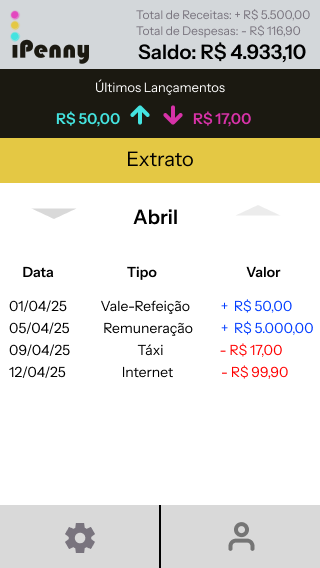 Total de Receitas: + R$ 5.500,00
Total de Despesas: - R$ 116,90
iPenny
Saldo: R$ 4.933,10
Últimos Lançamentos
R$ 50,00 R$ 17,00
Extrato
Abril
Data Tipo Valor
01/04/25 Vale-Refeição + R$ 50,00
05/04/25 Remuneração + R$ 5.000,00
09/04/25 Táxi - R$ 17,00
12/04/25 Internet - R$ 99,90